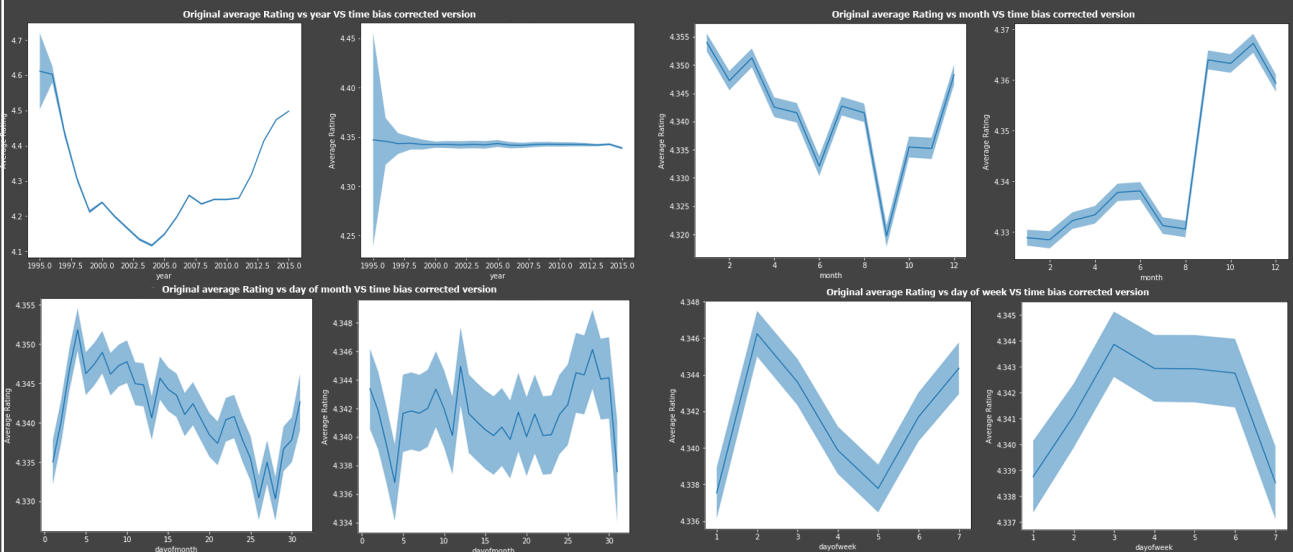 Original average Rating vs year VS time bias corrected version
4.7
4.6
4.5
4.4
4.3
4.2
4.1
Average Rating
1995.0 1997.5 2000.0 2002.5 2005.0 2007.5 2010.0 2012.5 2015.0
year
4.45
4.40
4.35
4.30
4.25
Average Rating
1995.0 1997.5 2000.0 2002.5 2005.0 2007.5 2010.0 2012.5 2015.0
year
Original average Rating vs month VS time bias corrected version
4.355
4.350
4.345
4.340
4.335
4.330
4.325
4.320
Average Rating
2 4 6 8 10 12
month
4.37
4.36
4.35
4.34
4.33
Average Rating
2 4 6 8 10 12
month
Original average Rating vs day of month VS time bias corrected version
4.355
4.350
4.345
4.340
4.335
4.330
Average Rating
0 5 10 15 20 25 30
dayofmonth
4.348
4.346
4.344
4.342
4.340
4.338
4.336
4.334
Average Rating
0 5 10 15 20 25 30
dayofmonth
Original average Rating vs day of week VS time bias corrected version
4.348
4.346
4.344
4.342
4.340
4.338
4.336
Average Rating
1 2 3 4 5 6 7
dayofweek
4.345
4.344
4.343
4.342
4.341
4.340
4.339
4.338
4.337
Average Rating
1 2 3 4 5 6 7
dayofweek